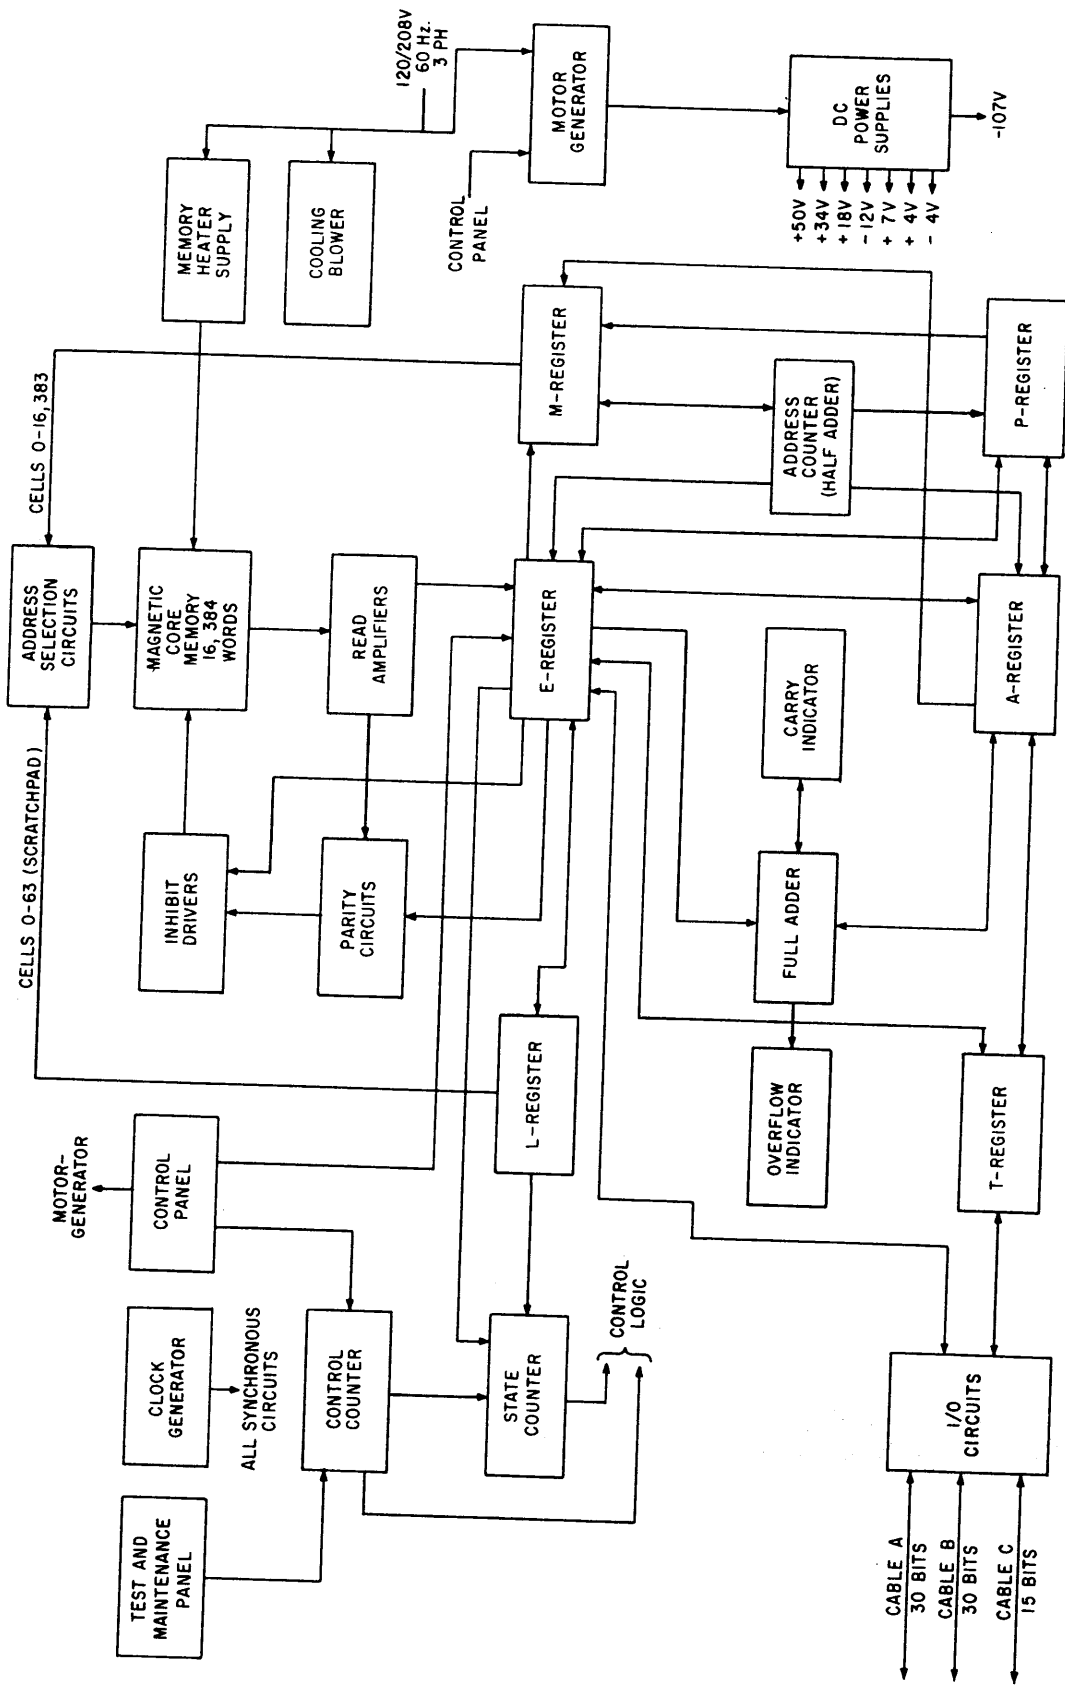 TEST AND
MAINTENANCE
PANEL
CLOCK
GENERATOR
ALL SYNCHRONOUS
CIRCUITS
MOTOR-
GENERATOR
CONTROL
PANEL
CONTROL
COUNTER
STATE
COUNTER
CONTROL
LOGIC
L-REGISTER
CELLS 0-63 (SCRATCHPAD)
CELLS 0-16,383
ADDRESS
SELECTION
CIRCUITS
INHIBIT
DRIVERS
MAGNETIC
CORE
MEMORY
16, 384
WORDS
MEMORY
HEATER
SUPPLY
PARITY
CIRCUITS
READ
AMPLIFIERS
COOLING
BLOWER
120/208V
60 Hz.
3 PH
CONTROL
PANEL
MOTOR
GENERATOR
E-REGISTER
M-REGISTER
OVERFLOW
INDICATOR
FULL ADDER
CARRY
INDICATOR
ADDRESS
COUNTER
(HALF ADDER)
DC
POWER
SUPPLIES
+50V
+34V
+18V
-12V
+ 7V
+ 4V
- 4V
-107V
CABLE A
30 BITS
CABLE B
30 BITS
CABLE C
15 BITS
I/O
CIRCUITS
T-REGISTER
A-REGISTER
P-REGISTER